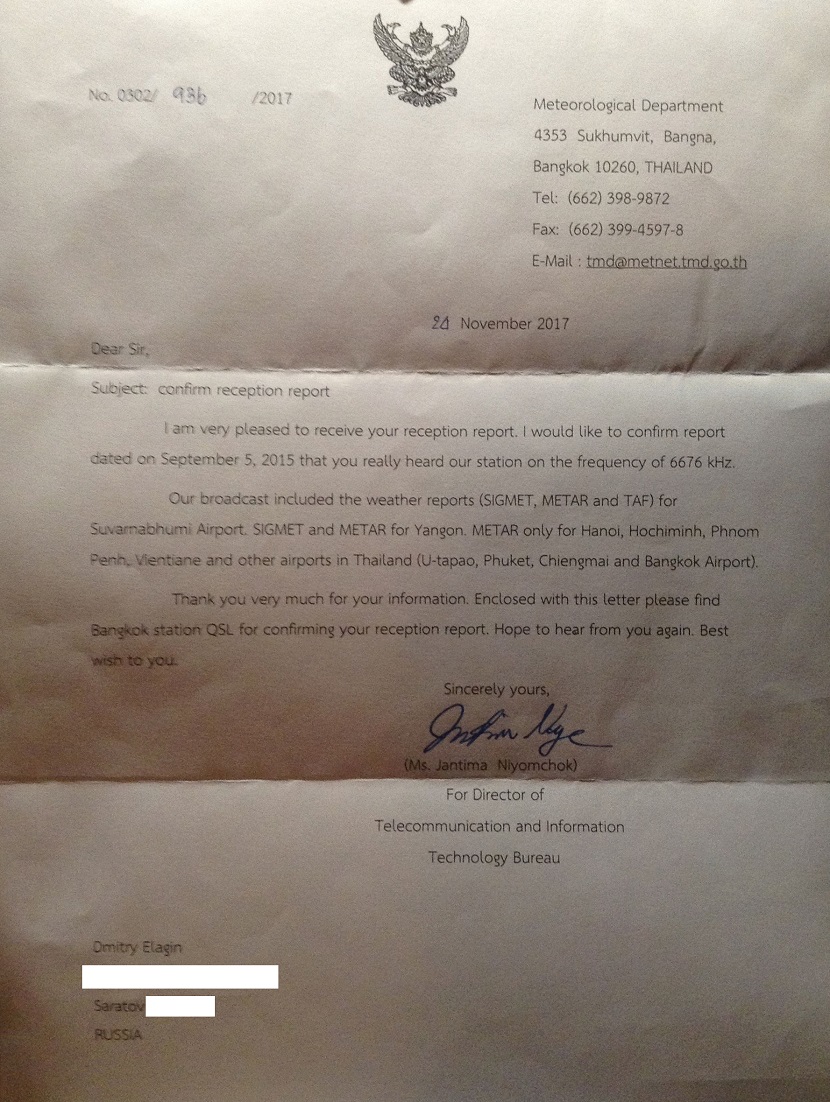 No. 0302/ 936 /2017
Meteorological Department
4353 Sukhumvit, Bangna,
Bangkok 10260, THAILAND
Tel: (662) 398-9872
Fax: (662) 399-4597-8
E-Mail : tmd@metnet.tmd.go.th
November 2017
Dear Sir,
Subject: confirm reception report
I am very pleased to receive your reception report. I would like to confirm report
dated on September 5, 2015 that you really heard our station on the frequency of 6676 kHz.
Our broadcast included the weather reports (SIGMET, METAR and TAF) for
Suvarnabhumi Airport. SIGMET and METAR for Yangon. METAR only for Hanoi, Hochiminh, Phnom
Penh, Vientiane and other airports in Thailand (U-tapao, Phuket, Chiengmai and Bangkok Airport).
Thank you very much for your information. Enclosed with this letter please find
Bangkok station QSL for confirming your reception report. Hope to hear from you again. Best
wish to you.
Sincerely yours,
(Ms. Jantima Niyomchok)
For Director of
Telecommunication and Information
Technology Bureau
Dmitry Elagin
Saratov
RUSSIA